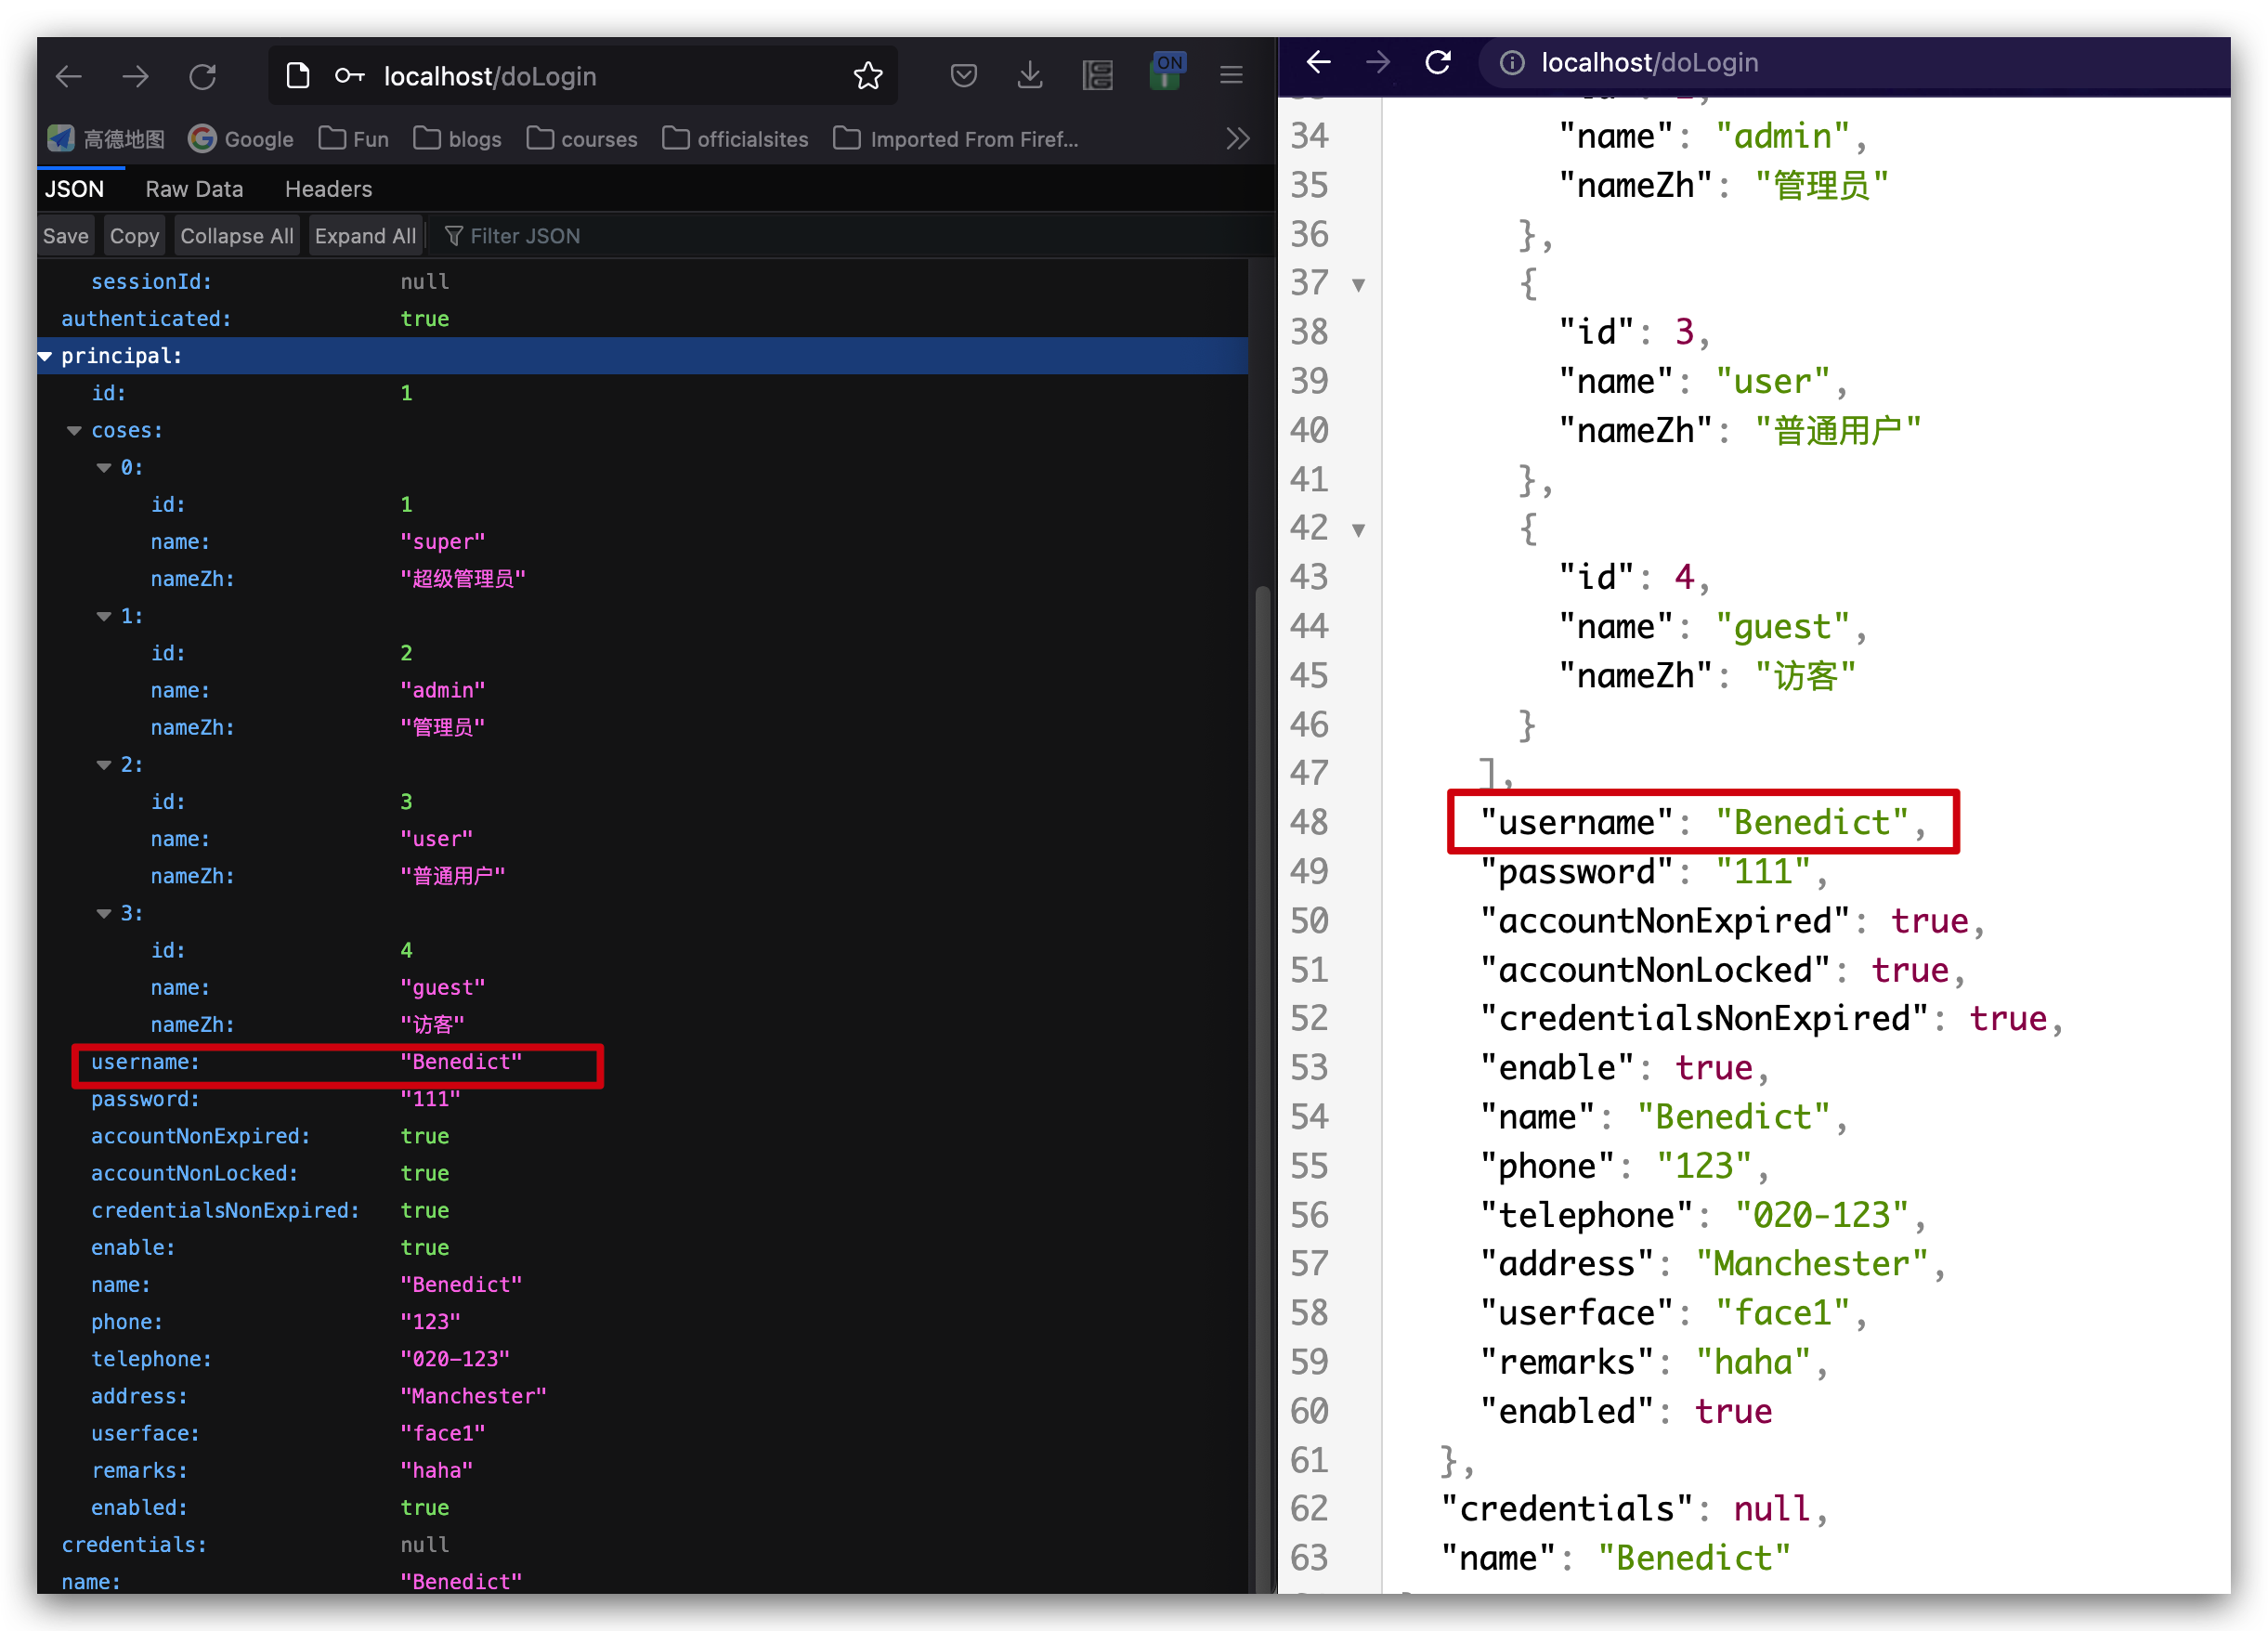 localhost/doLogin
高德地图 Google Fun blogs courses officialsites Imported From Firef...
JSON Raw Data Headers
Save Copy Collapse All Expand All Filter JSON
sessionId: null
authenticated: true
principal:
id: 1
coses:
0:
id: 1
name: "super"
nameZh: "超级管理员"
1:
id: 2
name: "admin"
nameZh: "管理员"
2:
id: 3
name: "user"
nameZh: "普通用户"
3:
id: 4
name: "guest"
nameZh: "访客"
username: "Benedict"
password: "111"
accountNonExpired: true
accountNonLocked: true
credentialsNonExpired: true
enable: true
name: "Benedict"
phone: "123"
telephone: "020-123"
address: "Manchester"
userface: "face1"
remarks: "haha"
enabled: true
credentials: null
name: "Benedict"
ON
localhost/doLogin
34 "name": "admin",
35 "nameZh": "管理员"
36 },
37 {
38 "id": 3,
39 "name": "user",
40 "nameZh": "普通用户"
41 },
42 {
43 "id": 4,
44 "name": "guest",
45 "nameZh": "访客"
46 }
47 ],
48 "username": "Benedict",
49 "password": "111",
50 "accountNonExpired": true,
51 "accountNonLocked": true,
52 "credentialsNonExpired": true,
53 "enable": true,
54 "name": "Benedict",
55 "phone": "123",
56 "telephone": "020-123",
57 "address": "Manchester",
58 "userface": "face1",
59 "remarks": "haha",
60 "enabled": true
61 },
62 "credentials": null,
63 "name": "Benedict"